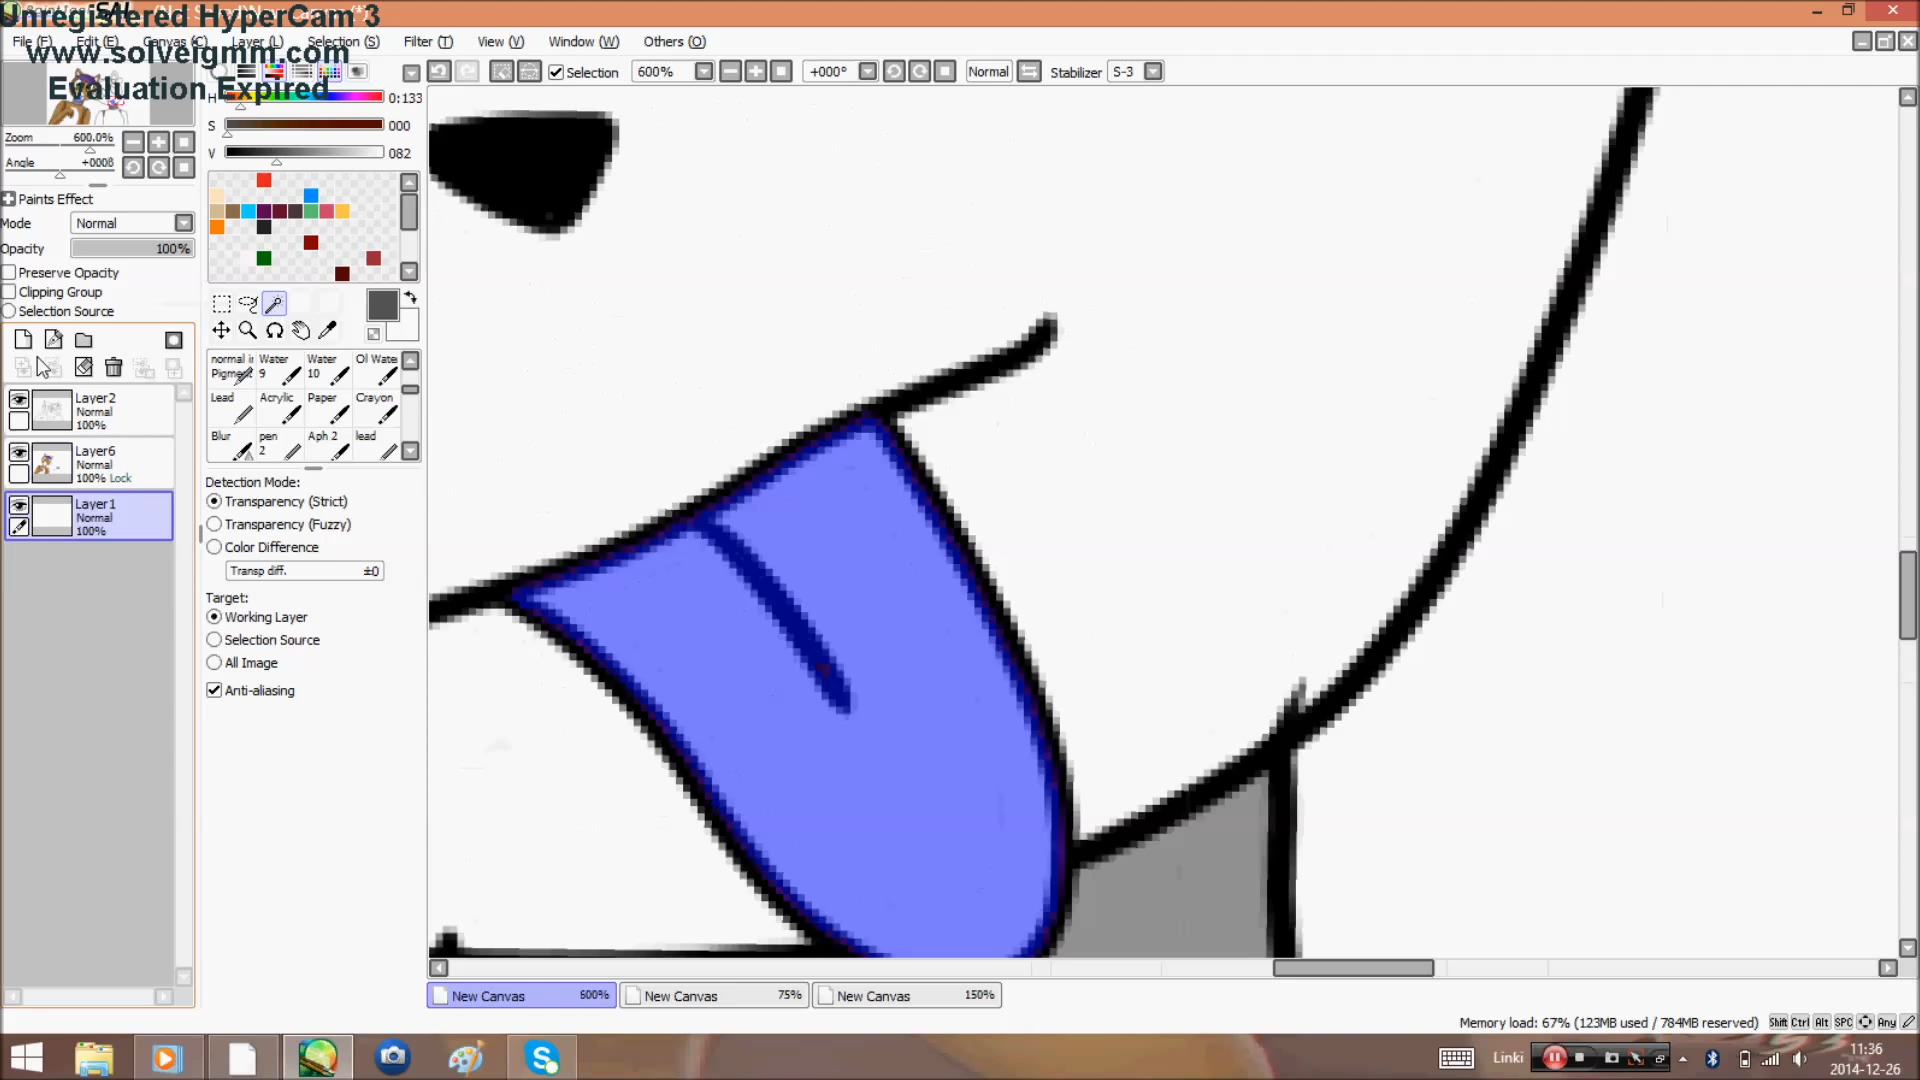 Unregistered HyperCam 3
www.solveigmm.com
Evaluation Expired
File (F) Edit (E) Canvas (C) Layer (L) Selection (S) Filter (T) View (V) Window (W) Others (O)
Selection 600% +000° Normal Stabilizer S-3
H 0:133
S 000
V 082
Zoom 600.0%
Angle
Paints Effect
Mode Normal
Opacity 100%
Preserve Opacity
Clipping Group
Selection Source
Layer2
Normal
100%
Layer6
Normal
100% Lock
Layer1
Normal
100%
Water 9
Water 10
Lead
Acrylic
Paper
Crayon
Blur
pen 2
Aph 2
lead
Detection Mode:
Transparency (Strict)
Transparency (Fuzzy)
Color Difference
Transp diff. ±0
Target:
Working Layer
Selection Source
All Image
Anti-aliasing
New Canvas 600%
New Canvas 75%
New Canvas 150%
Memory load: 67% (123MB used / 784MB reserved)
Shift Ctrl Alt SPC Any
Linki
11:36
2014-12-26